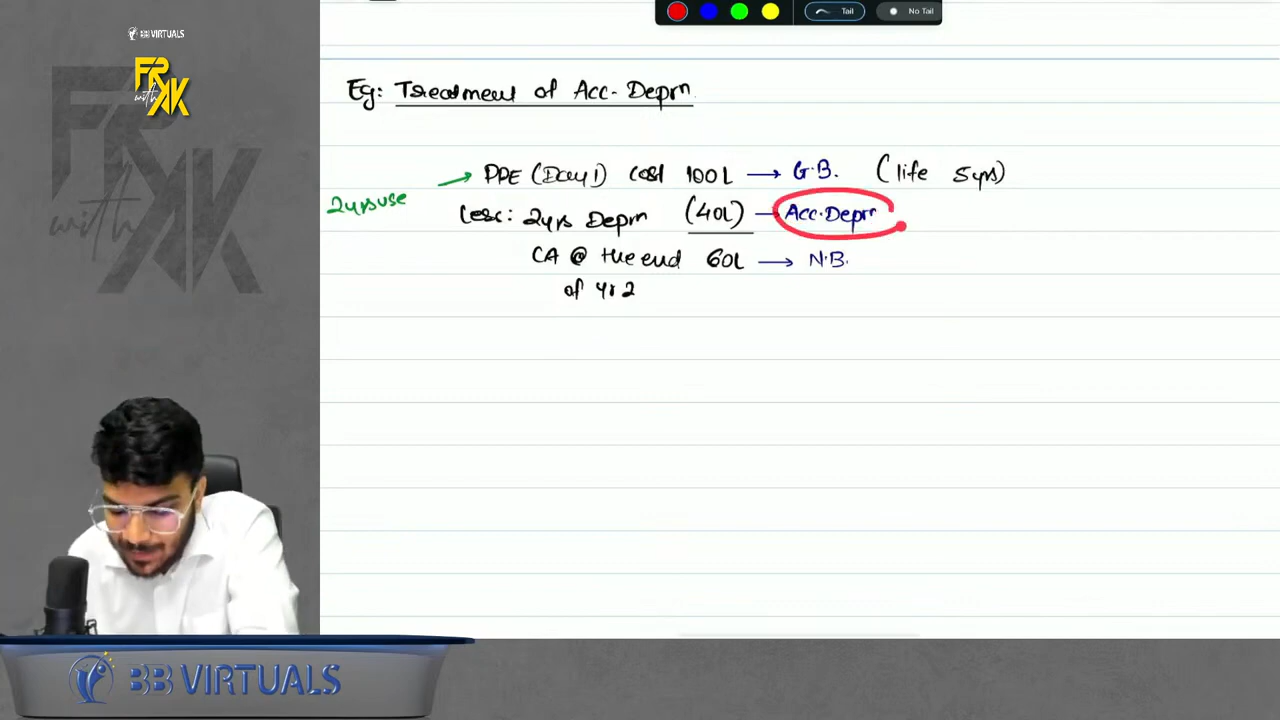 BB VIRTUALS
FR
with
AK
Tail
No Tail
Eg: Treatment of Acc- Deprn.
2yrs use → PPE (Day 1) Cost 100L → G.B. (life 5yrs)
Less: 2yrs Deprn (40L) → Acc.Deprn
CA @ the end 60L → N.B.
of yr 2
BB VIRTUALS